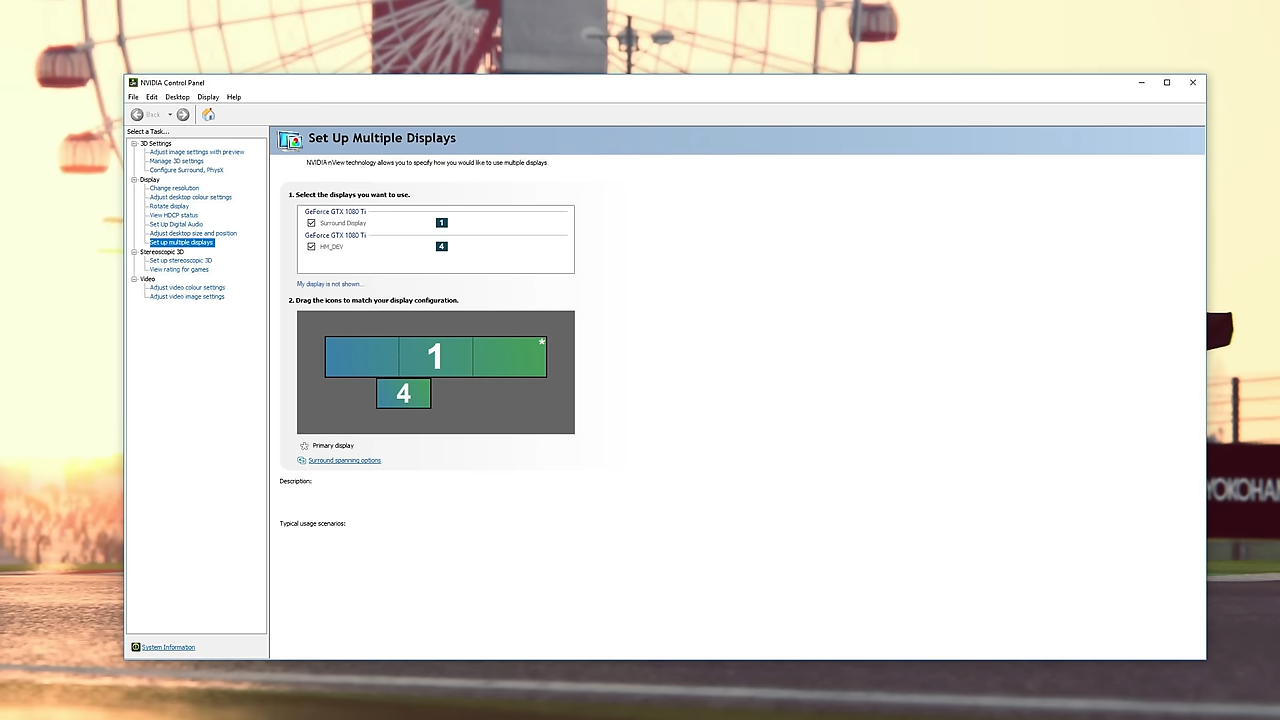 NVIDIA Control Panel
File Edit Desktop Display Help
Back
Select a Task...
3D Settings
Adjust image settings with preview
Manage 3D settings
Configure Surround, PhysX
Display
Change resolution
Adjust desktop colour settings
Rotate display
View HDCP status
Set Up Digital Audio
Adjust desktop size and position
Set up multiple displays
Stereoscopic 3D
Set up stereoscopic 3D
View rating for games
Video
Adjust video colour settings
Adjust video image settings
System Information
Set Up Multiple Displays
NVIDIA nView technology allows you to specify how you would like to use multiple displays.
1. Select the displays you want to use.
GeForce GTX 1080 Ti
Surround Display 1
GeForce GTX 1080 Ti
HM_DEV 4
My display is not shown...
2. Drag the icons to match your display configuration.
1 *
4
Primary display
Surround spanning options
Description:
Typical usage scenarios:
YOKOHAM